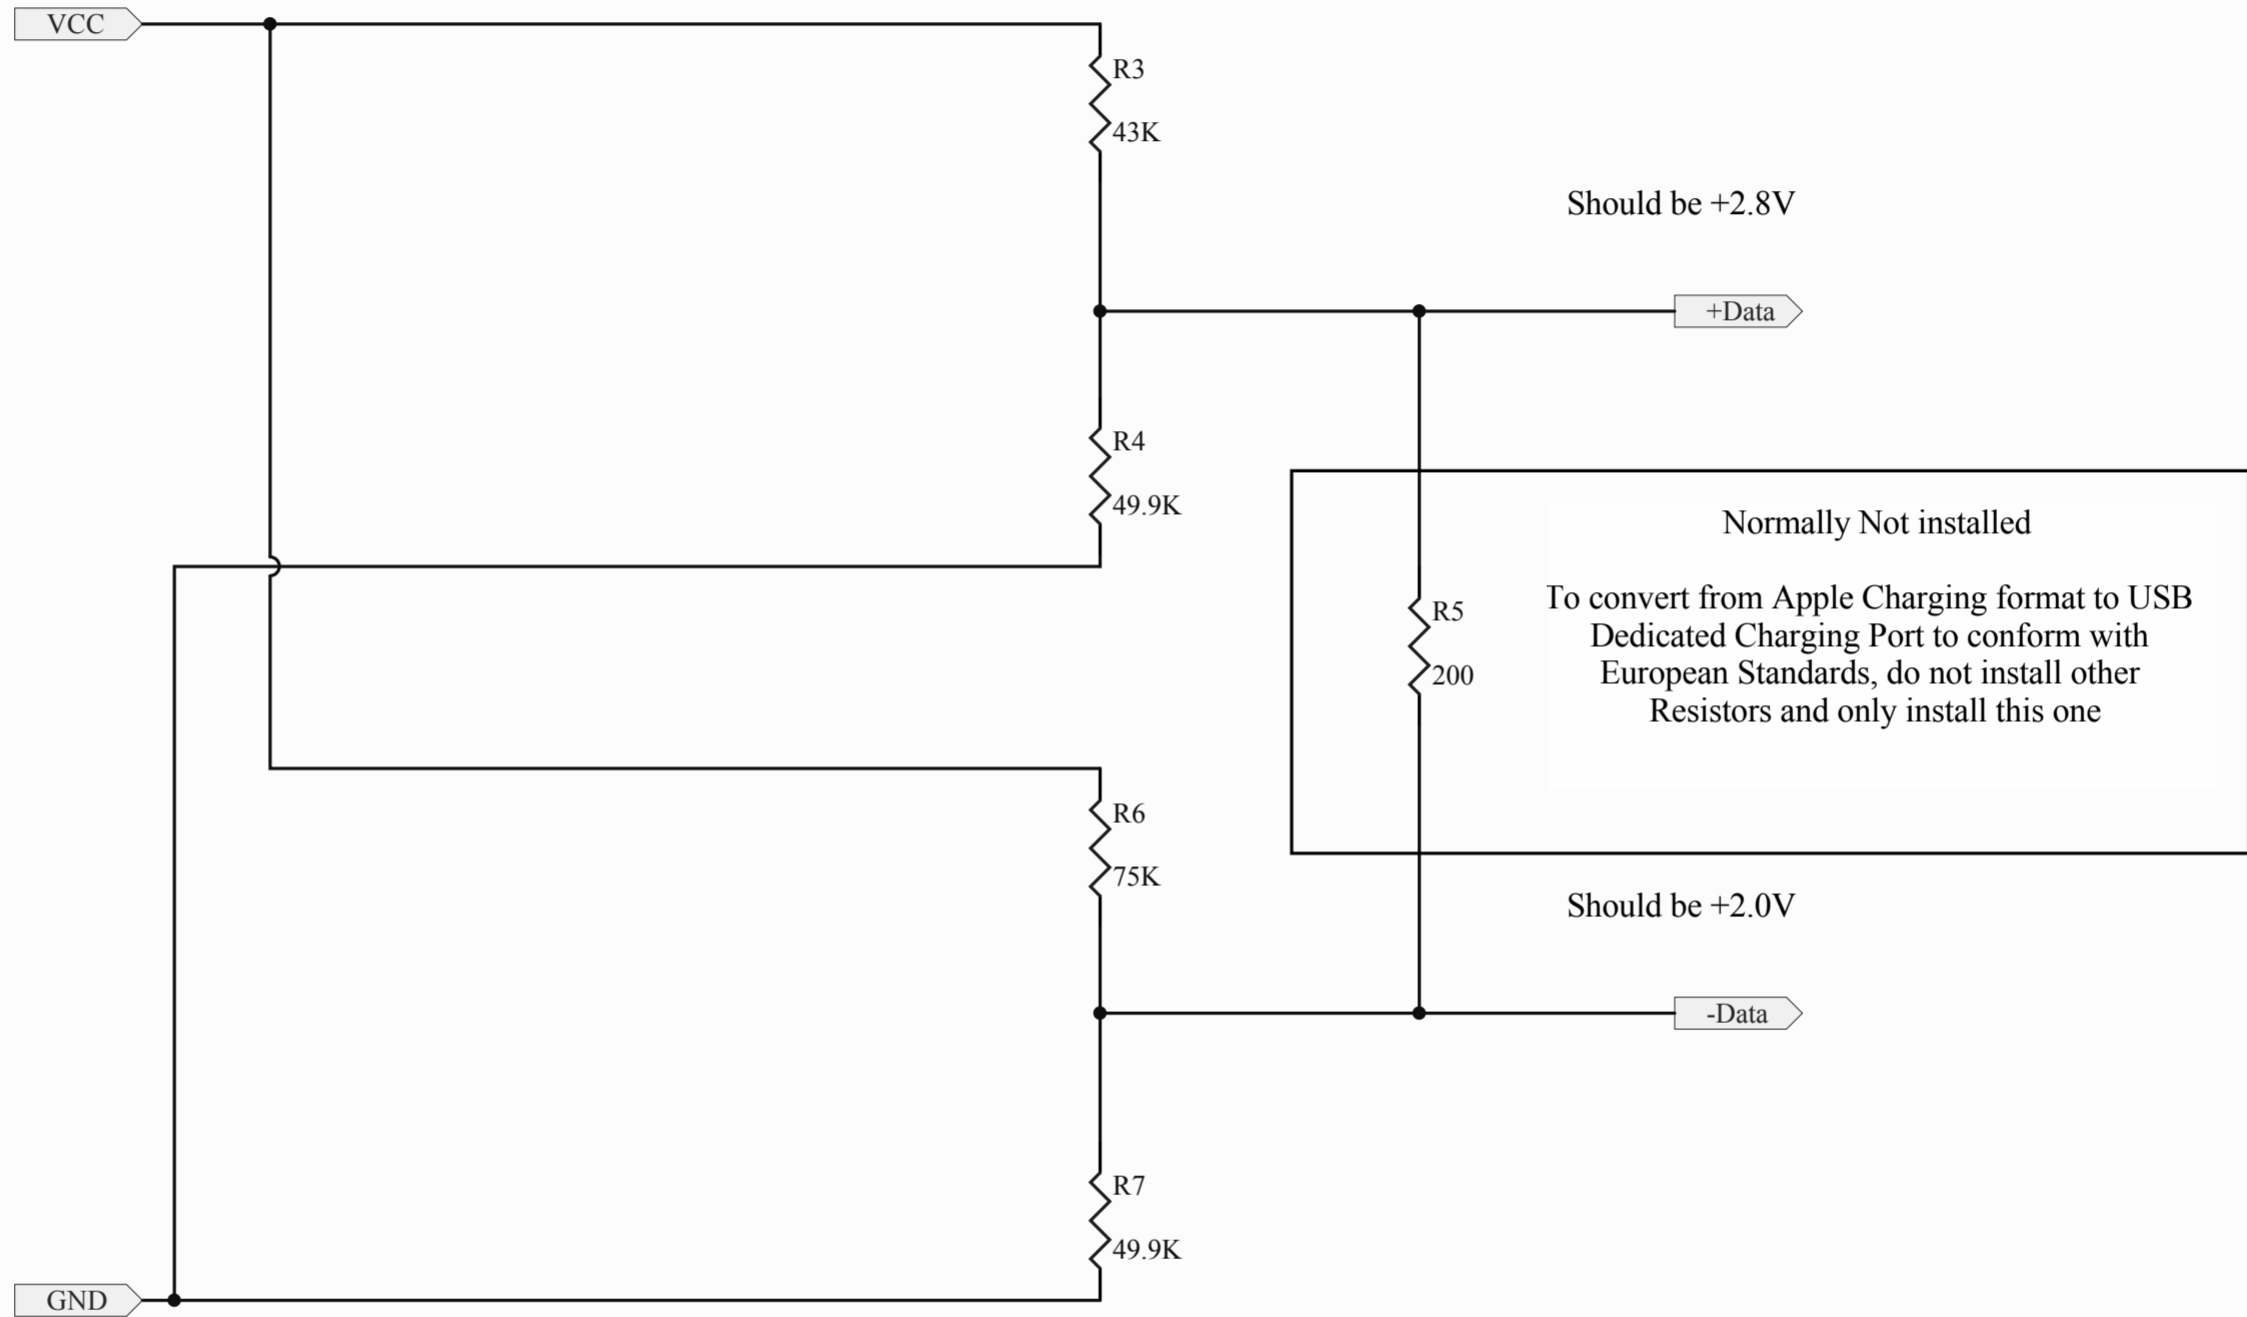 VCC
R3
43K
Should be +2.8V
+Data
R4
49.9K
Normally Not installed
To convert from Apple Charging format to USB
Dedicated Charging Port to conform with
European Standards, do not install other
Resistors and only install this one
R5
200
R6
75K
Should be +2.0V
-Data
R7
49.9K
GND